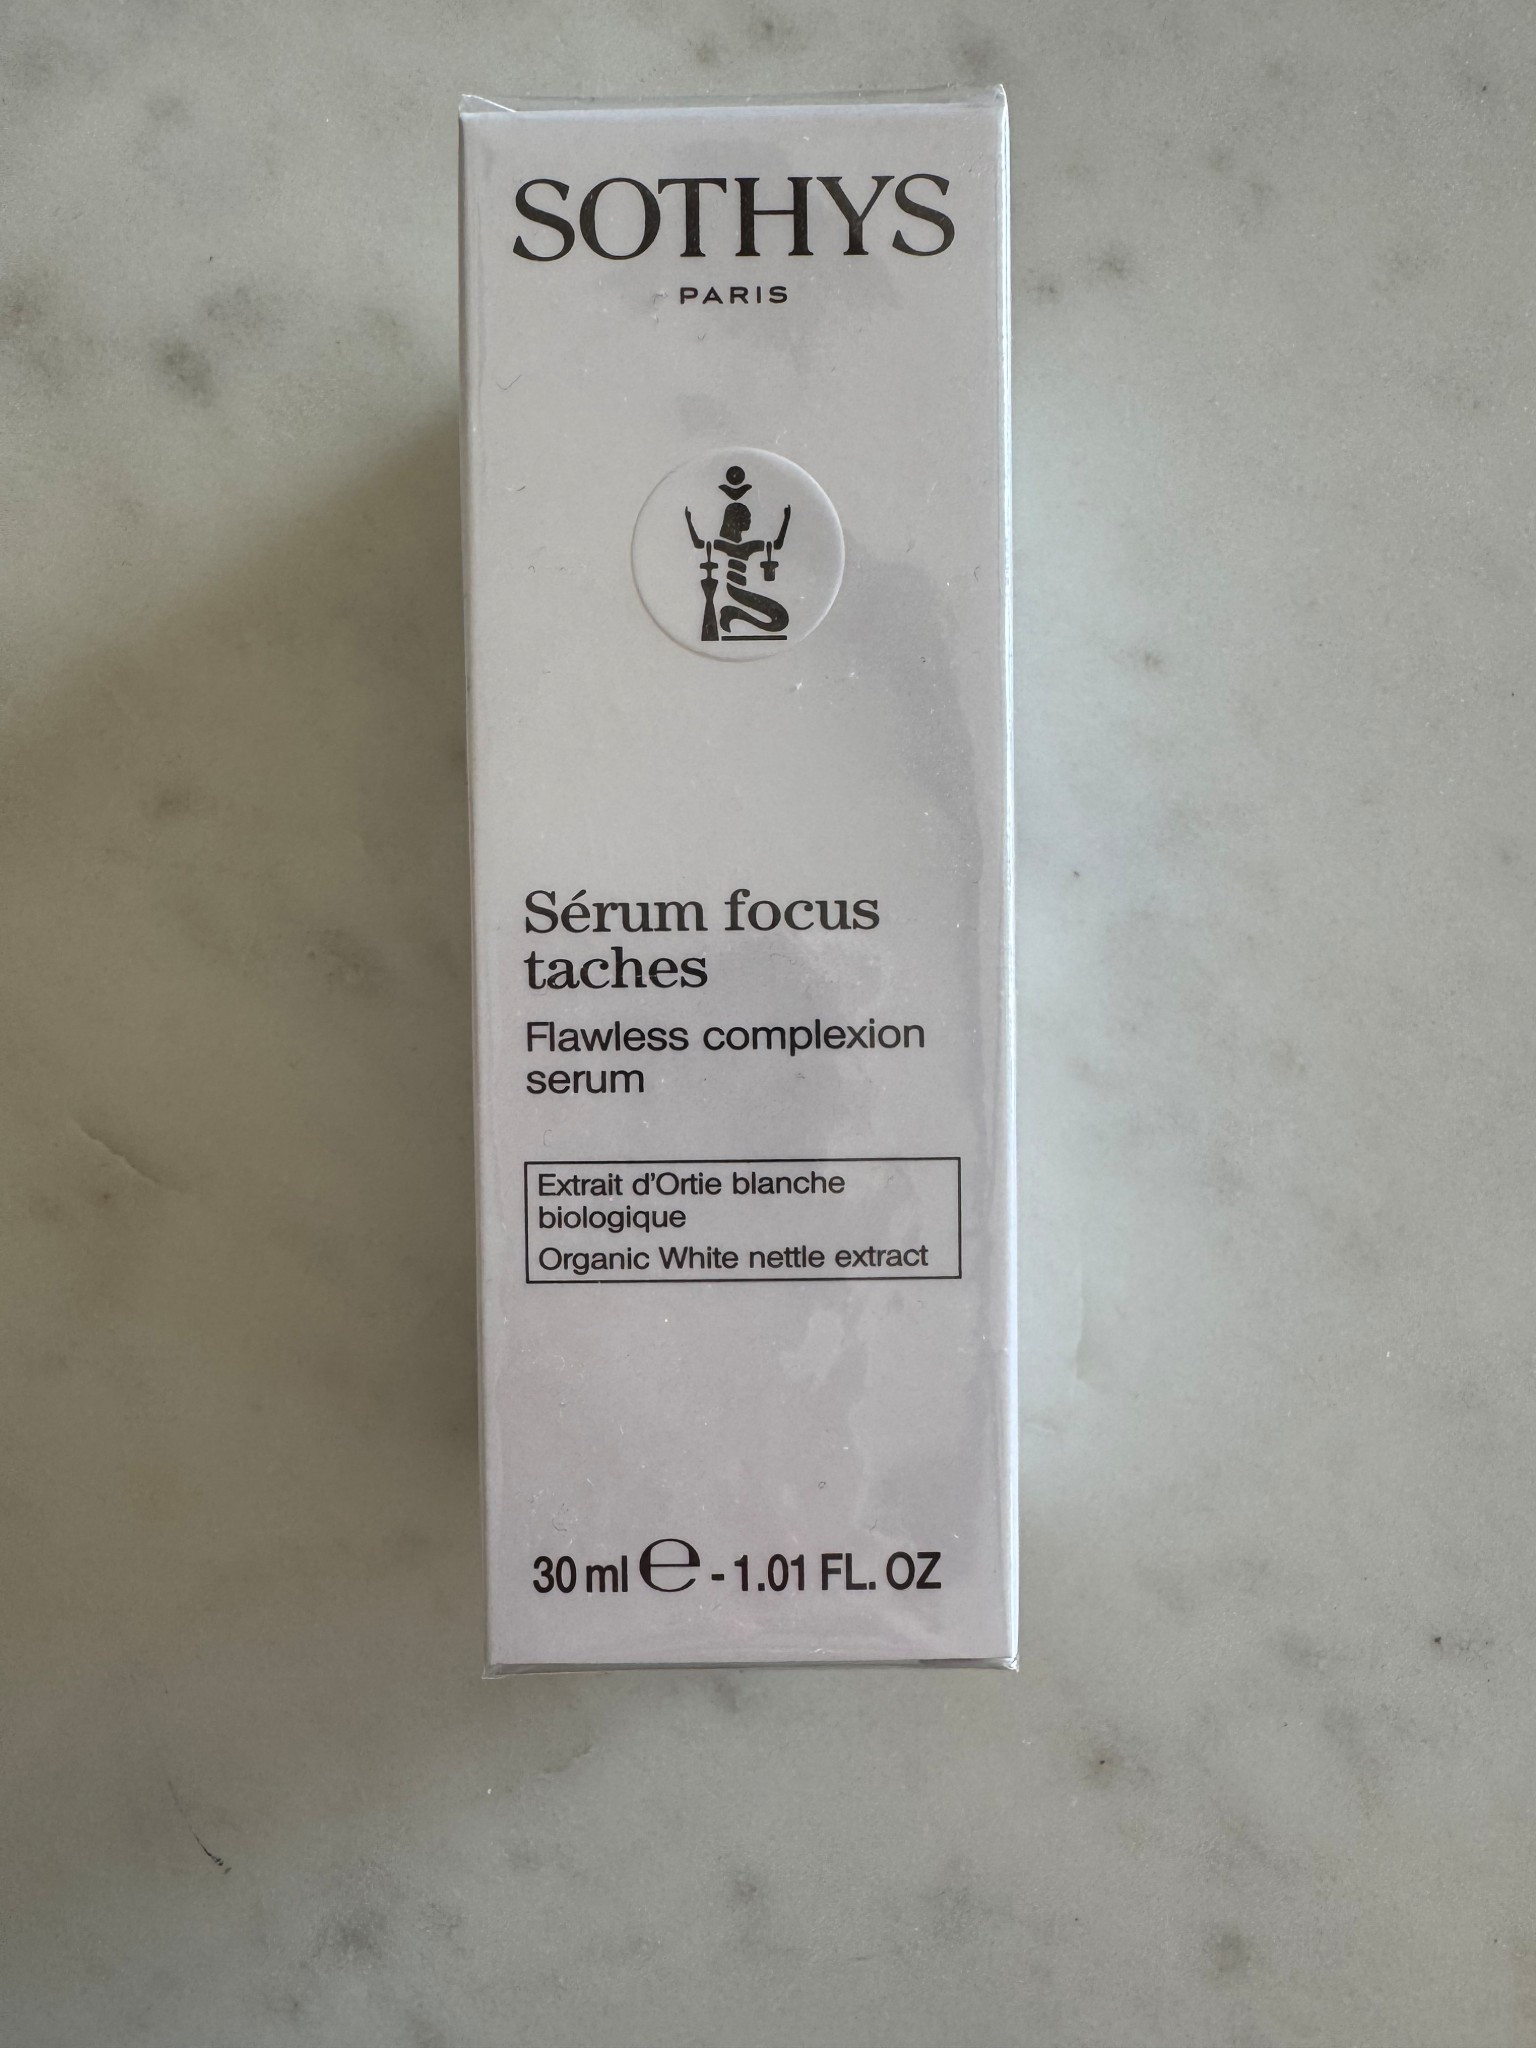 SOTHYS
PARIS
Sérum focus
taches
Flawless complexion
serum
Extrait d'Ortie blanche
biologique
Organic White nettle extract
30 ml ℮ - 1.01 FL. OZ